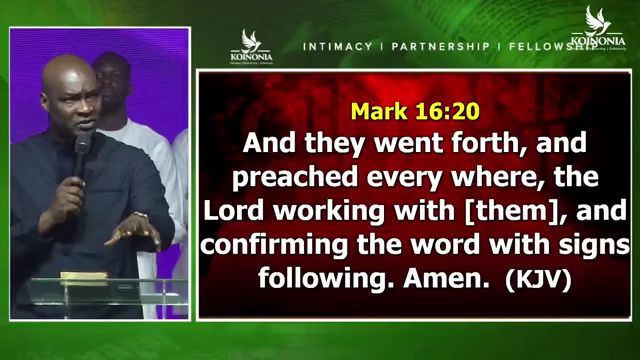 KOINONIA
INTIMACY | PARTNERSHIP | FELLOWSHIP
KOINONIA
Mark 16:20
And they went forth, and
preached every where, the
Lord working with [them], and
confirming the word with signs
following. Amen. (KJV)